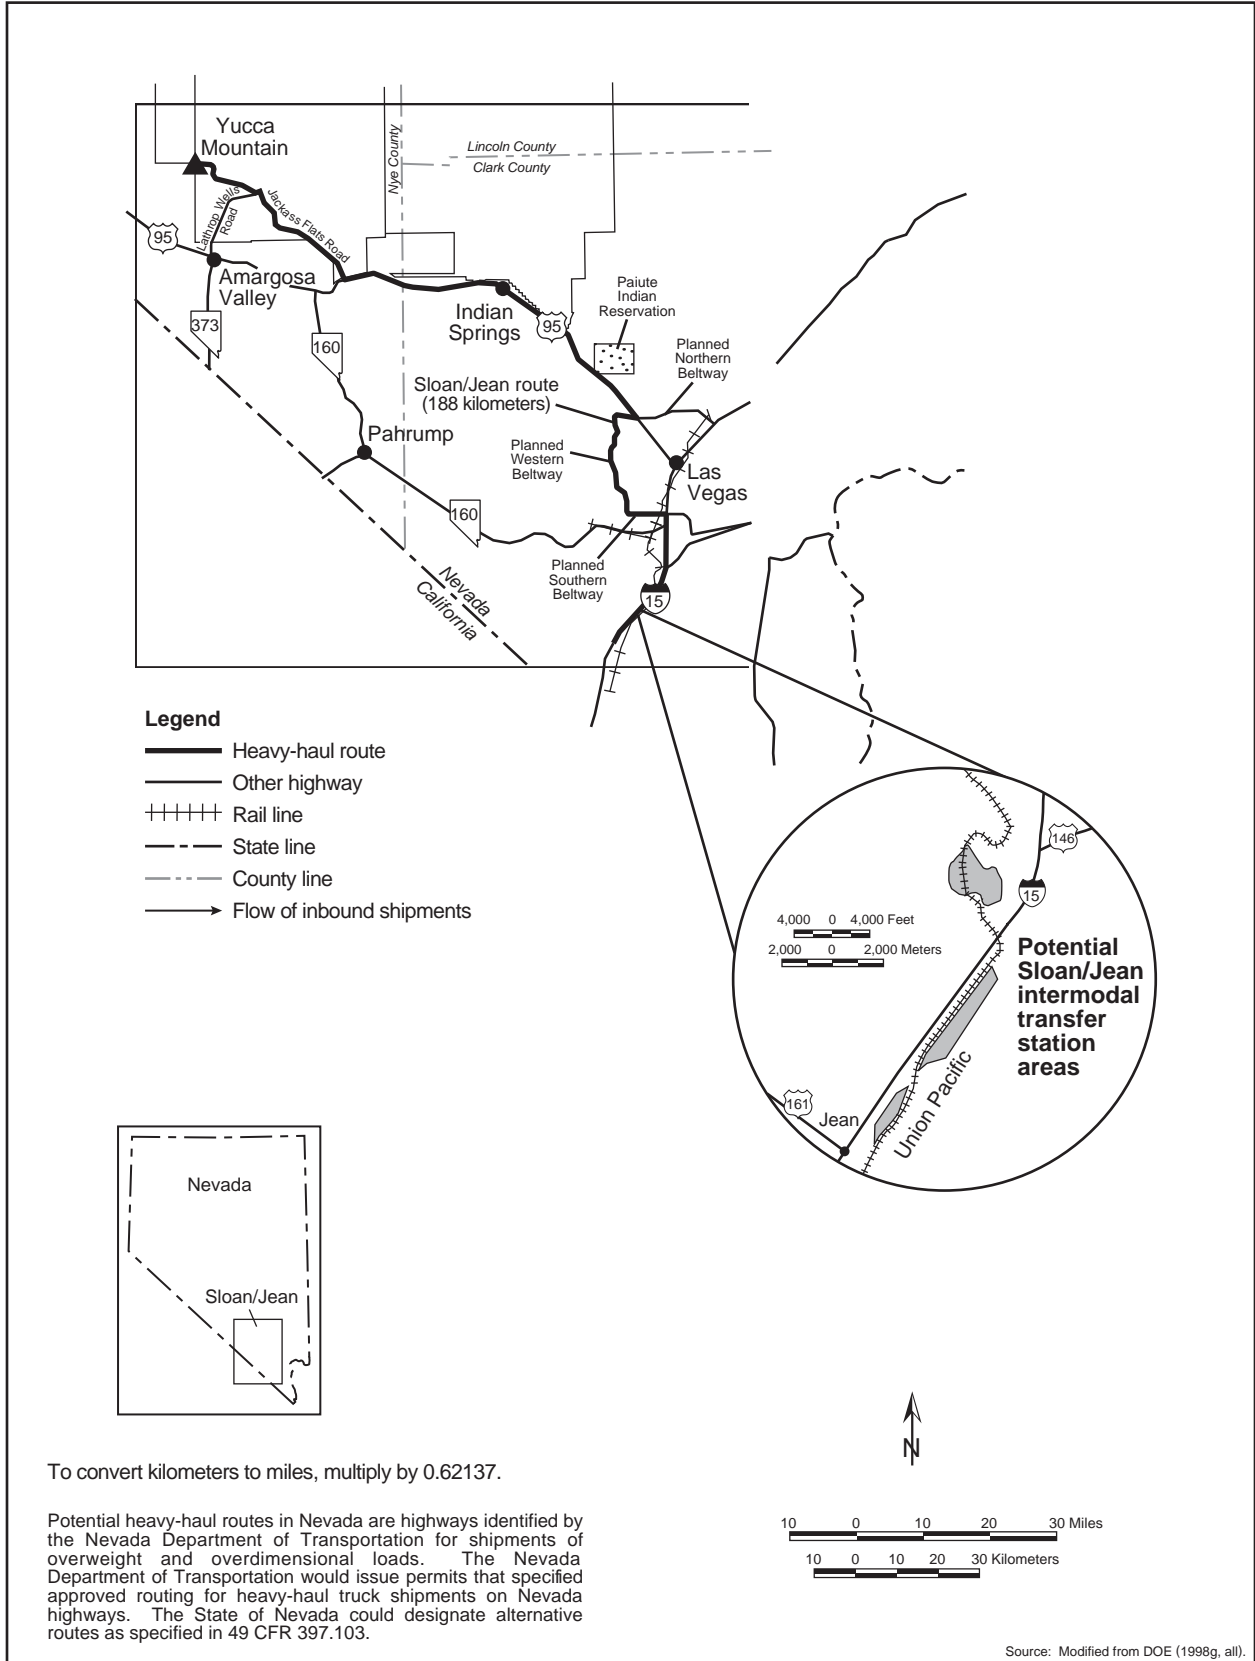 Yucca
Mountain
Nye County
Lincoln County
Clark County
Lathrop Wells
Road
Jackass Flats Road
95
Amargosa
Valley
373
160
Indian
Springs
95
Paiute
Indian
Reservation
Planned
Northern
Beltway
Sloan/Jean route
(188 kilometers)
Pahrump
Planned
Western
Beltway
Las
Vegas
160
Planned
Southern
Beltway
Nevada
California
15
Legend
Heavy-haul route
Other highway
Rail line
State line
County line
Flow of inbound shipments
146
15
4,000 0 4,000 Feet
2,000 0 2,000 Meters
Potential
Sloan/Jean
intermodal
transfer
station
areas
Union Pacific
161
Jean
Nevada
Sloan/Jean
N
To convert kilometers to miles, multiply by 0.62137.
Potential heavy-haul routes in Nevada are highways identified by
the Nevada Department of Transportation for shipments of
overweight and overdimensional loads. The Nevada
Department of Transportation would issue permits that specified
approved routing for heavy-haul truck shipments on Nevada
highways. The State of Nevada could designate alternative
routes as specified in 49 CFR 397.103.
10 0 10 20 30 Miles
10 0 10 20 30 Kilometers
Source: Modified from DOE (1998g, all).